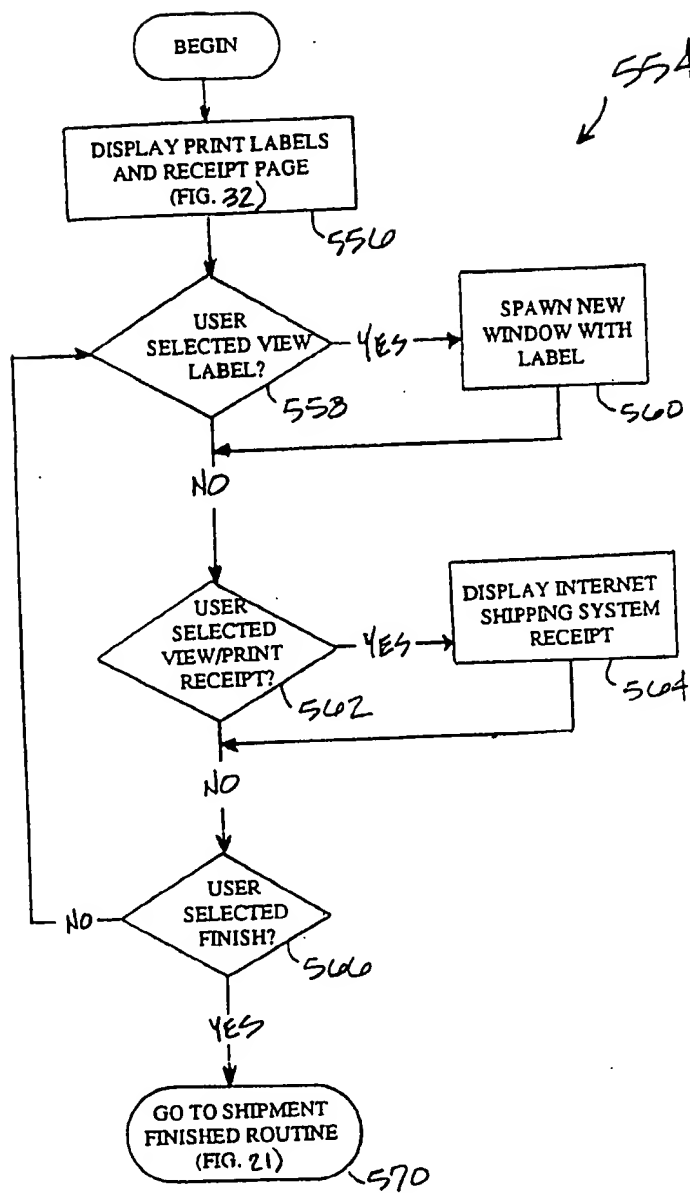 BEGIN
554
DISPLAY PRINT LABELS
AND RECEIPT PAGE
(FIG. 32)
556
USER
SELECTED VIEW
LABEL?
558
YES
SPAWN NEW
WINDOW WITH
LABEL
560
NO
USER
SELECTED
VIEW/PRINT
RECEIPT?
562
YES
DISPLAY INTERNET
SHIPPING SYSTEM
RECEIPT
564
NO
USER
SELECTED
FINISH?
566
NO
YES
GO TO SHIPMENT
FINISHED ROUTINE
(FIG. 21)
570